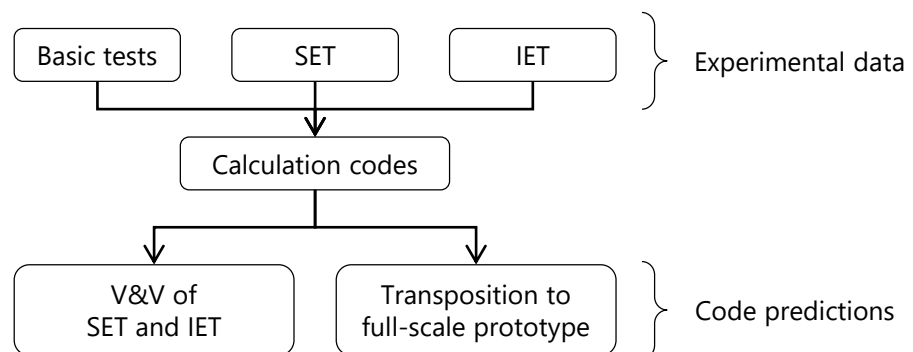 Basic tests
SET
IET
Experimental data
Calculation codes
V&V of
SET and IET
Transposition to
full-scale prototype
Code predictions